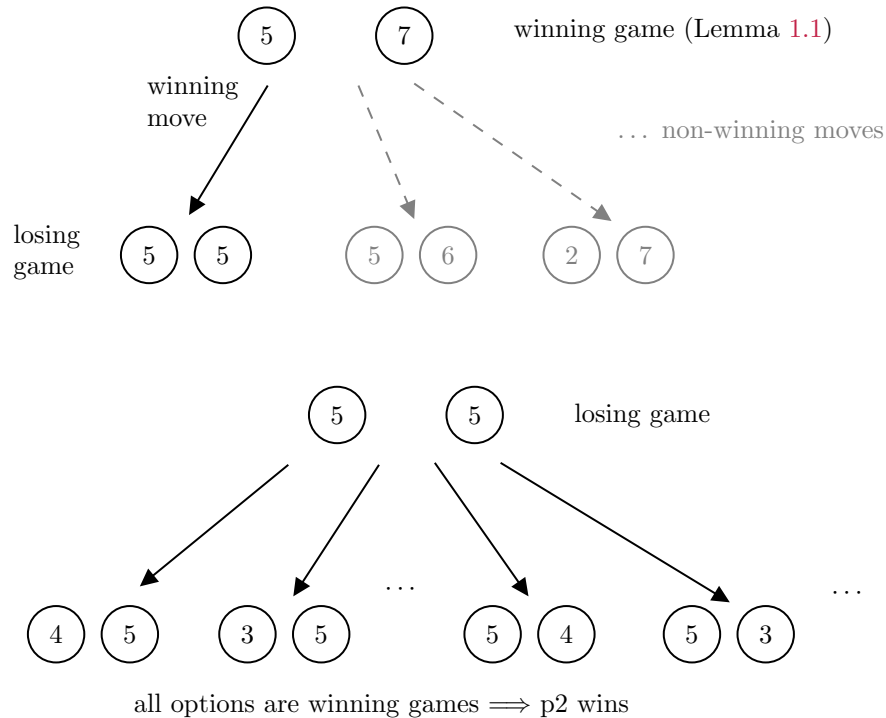 5 7 winning game (Lemma 1.1)
winning
move
... non-winning moves
losing
game
5 5 5 6 2 7
5 5 losing game
... ...
4 5 3 5 5 4 5 3
all options are winning games ⟹ p2 wins